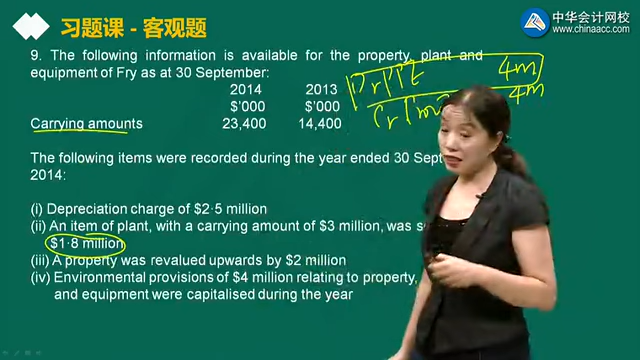 习题课 - 客观题
中华会计网校
www.chinaacc.com
9. The following information is available for the property, plant and
equipment of Fry as at 30 September:
2014 2013
$'000 $'000
Carrying amounts 23,400 14,400
Dr PPE 4m
Cr 4m
The following items were recorded during the year ended 30
2014:
(i) Depreciation charge of $2·5 million
(ii) An item of plant, with a carrying amount of $3 million, was
$1·8 million
(iii) A property was revalued upwards by $2 million
(iv) Environmental provisions of $4 million relating to property,
and equipment were capitalised during the year